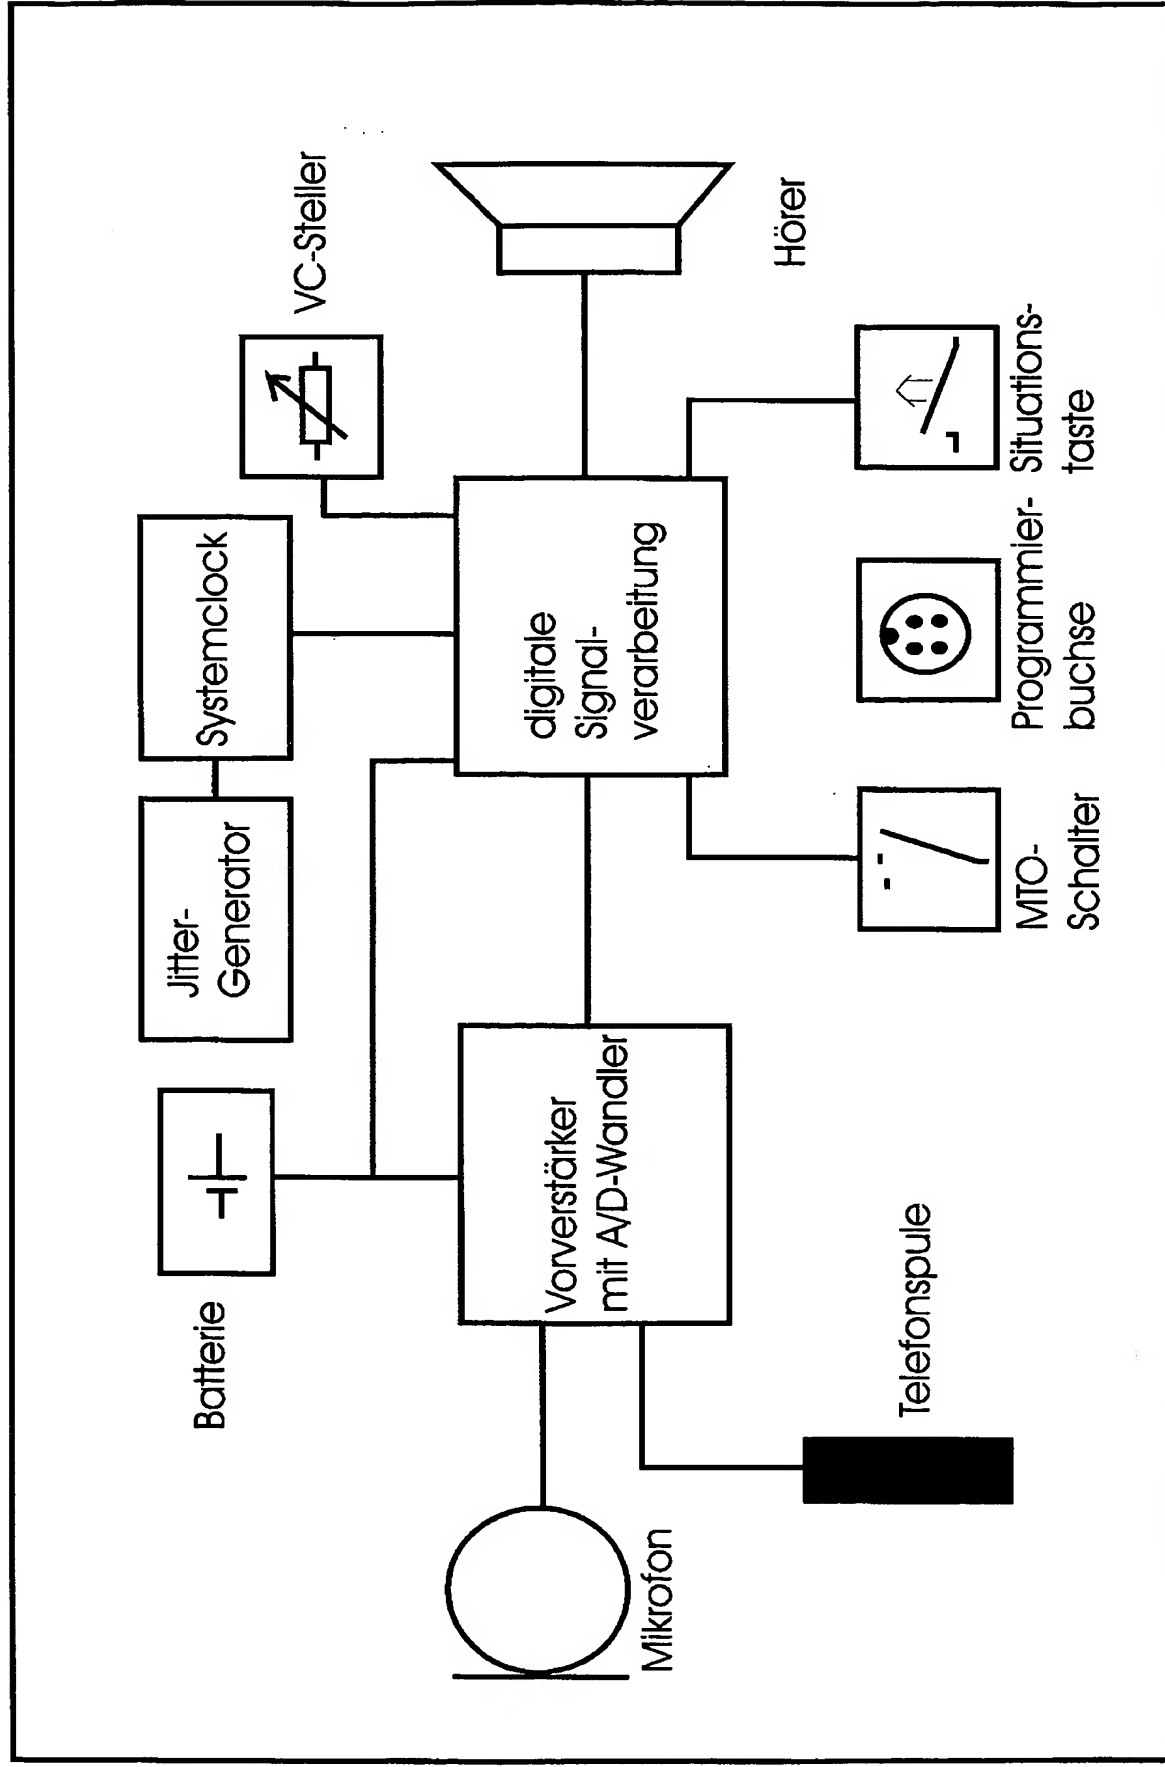 Batterie
Jitter-
Generator
Systemclock
VC-Steller
Mikrofon
Vorverstärker
mit A/D-Wandler
digitale
Signal-
verarbeitung
Hörer
Telefonspule
MTO-
Schalter
Programmier-
buchse
Situations-
taste